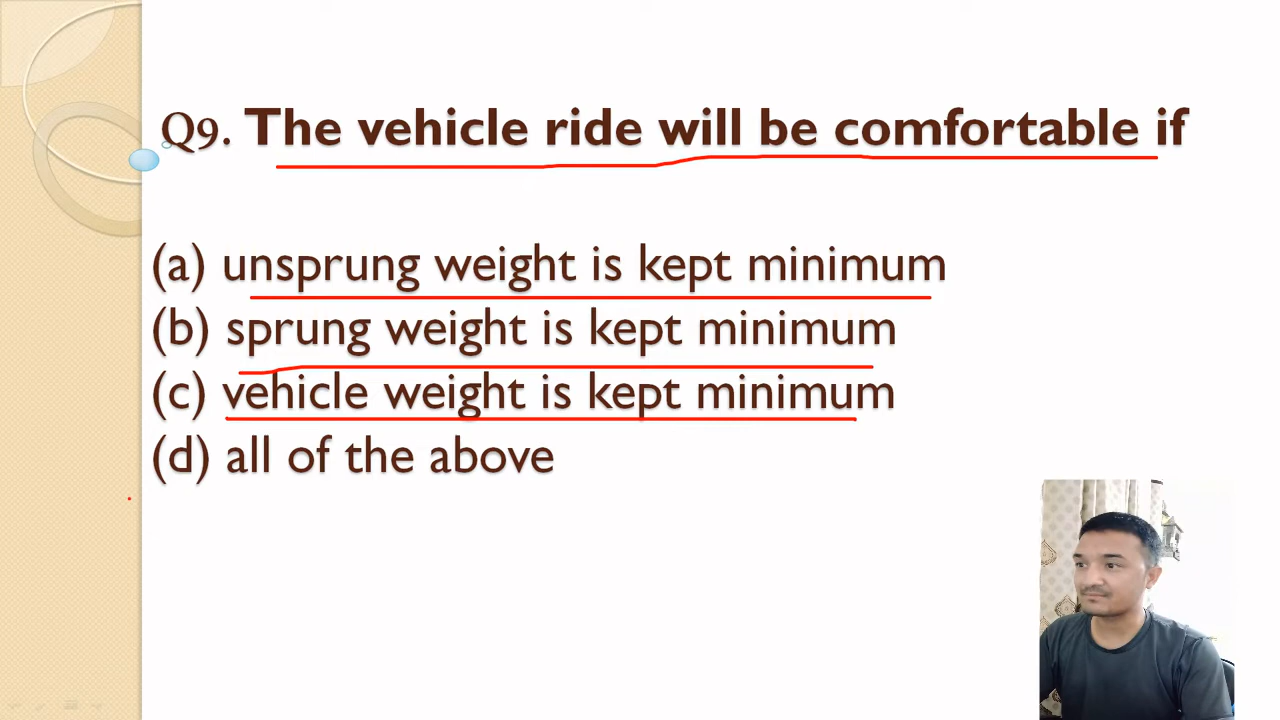 Q9. The vehicle ride will be comfortable if
(a) unsprung weight is kept minimum
(b) sprung weight is kept minimum
(c) vehicle weight is kept minimum
(d) all of the above